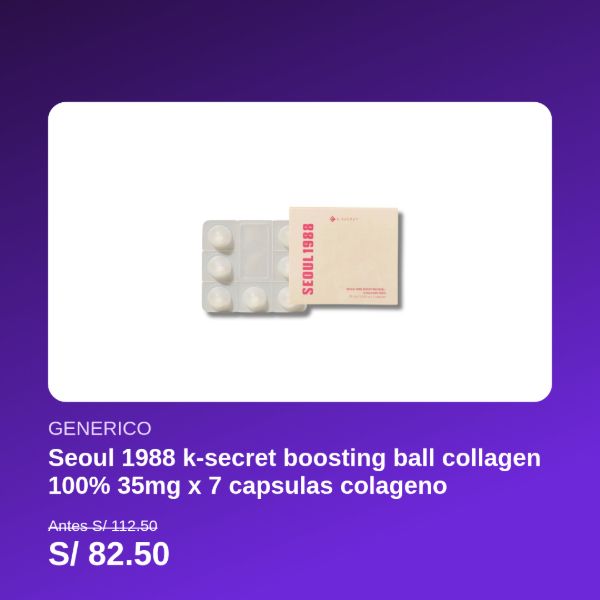 K-SECRET
SEOUL 1988
GENERICO
Seoul 1988 k-secret boosting ball collagen
100% 35mg x 7 capsulas colageno
Antes S/ 112.50
S/ 82.50